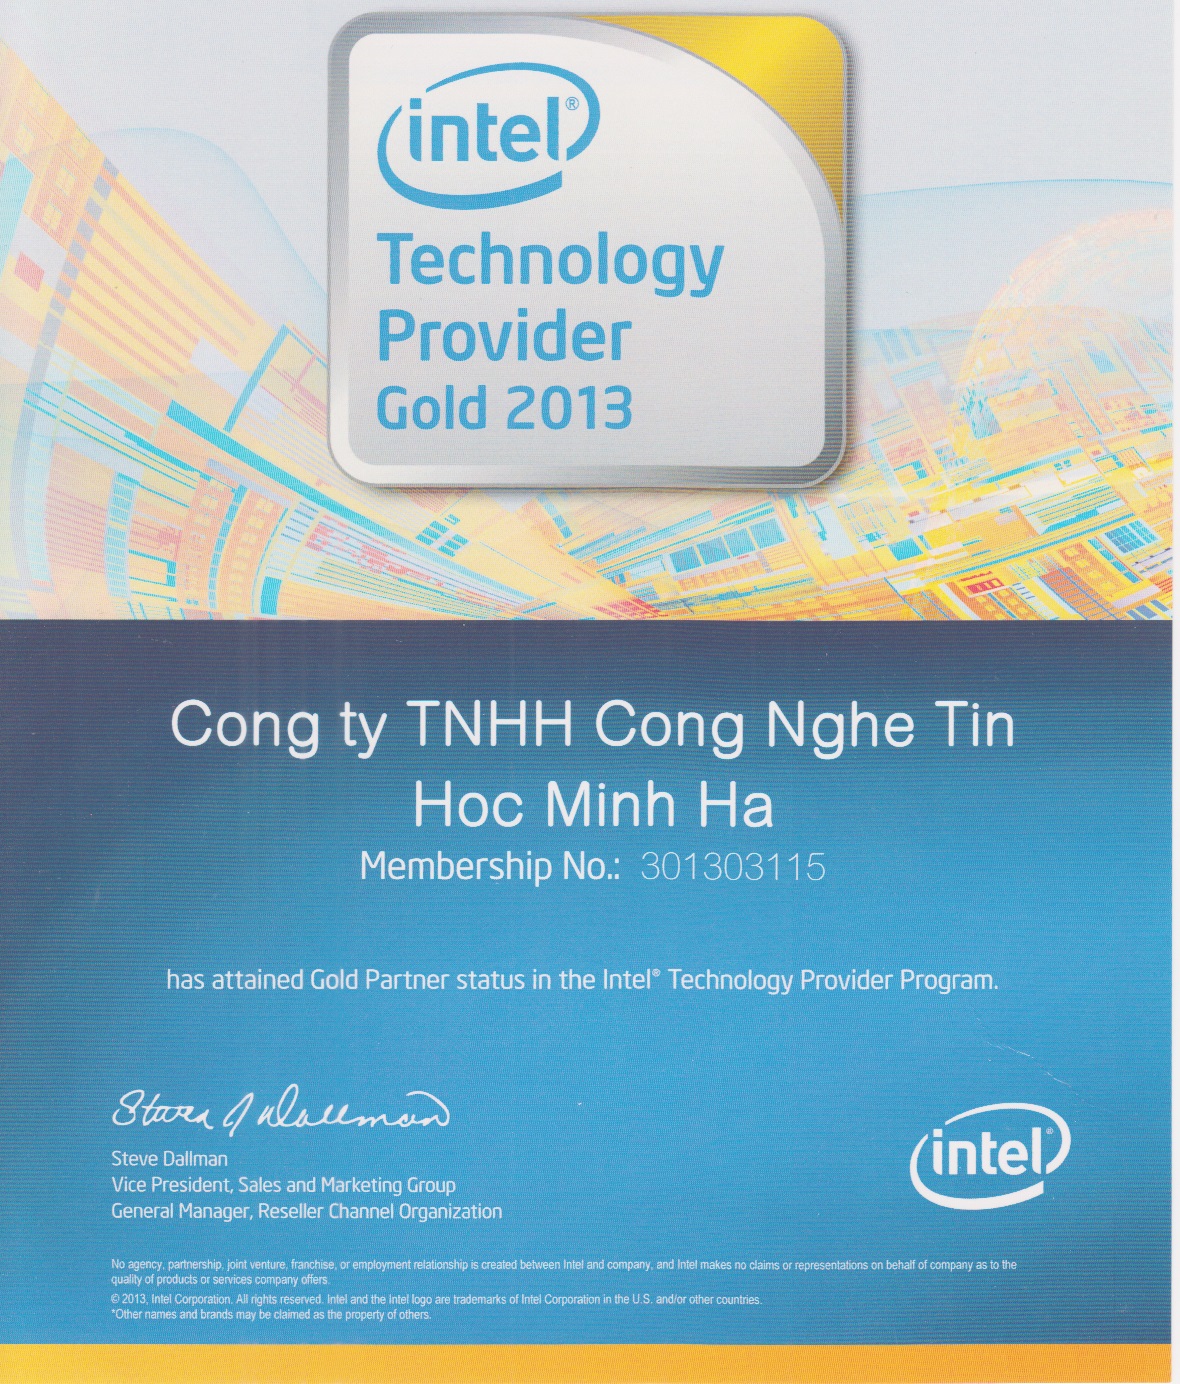 intel®
Technology
Provider
Gold 2013
Cong ty TNHH Cong Nghe Tin
Hoc Minh Ha
Membership No.: 301303115
has attained Gold Partner status in the Intel® Technology Provider Program.
Steven J Dallman
Steve Dallman
Vice President, Sales and Marketing Group
General Manager, Reseller Channel Organization
intel®
No agency, partnership, joint venture, franchise, or employment relationship is created between Intel and company, and Intel makes no claims or representations on behalf of company as to the
quality of products or services company offers.
© 2013, Intel Corporation. All rights reserved. Intel and the Intel logo are trademarks of Intel Corporation in the U.S. and/or other countries.
*Other names and brands may be claimed as the property of others.